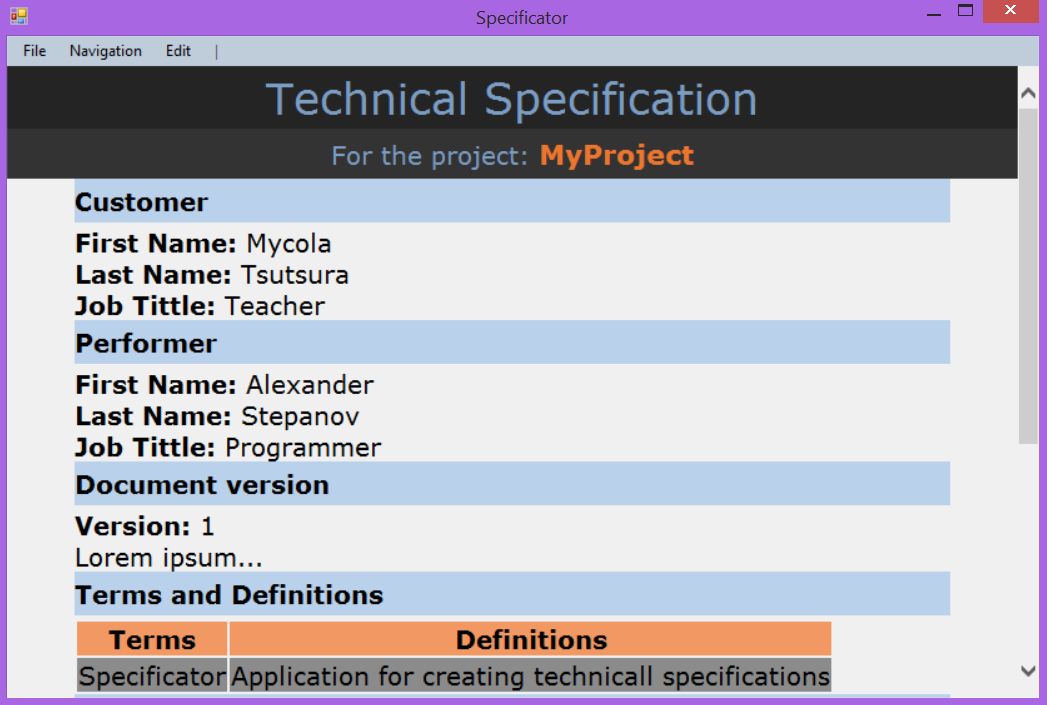 Specificator
File Navigation Edit |
Technical Specification
For the project: MyProject
Customer
First Name: Mycola
Last Name: Tsutsura
Job Tittle: Teacher
Performer
First Name: Alexander
Last Name: Stepanov
Job Tittle: Programmer
Document version
Version: 1
Lorem ipsum...
Terms and Definitions
Terms Definitions
Specificator Application for creating technicall specifications